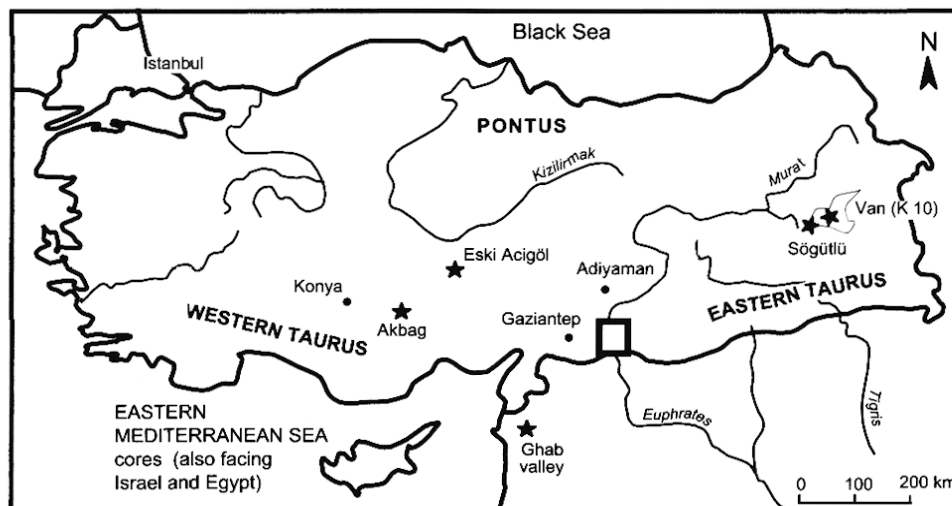 Black Sea
N
Istanbul
PONTUS
Kizilirmak
Murat
Van (K 10)
Sögütlü
Eski Acigöl
Adiyaman
Konya
EASTERN TAURUS
WESTERN TAURUS
Akbag
Gaziantep
EASTERN
MEDITERRANEAN SEA
cores (also facing
Israel and Egypt)
Euphrates
Tigris
Ghab
valley
0 100 200 km